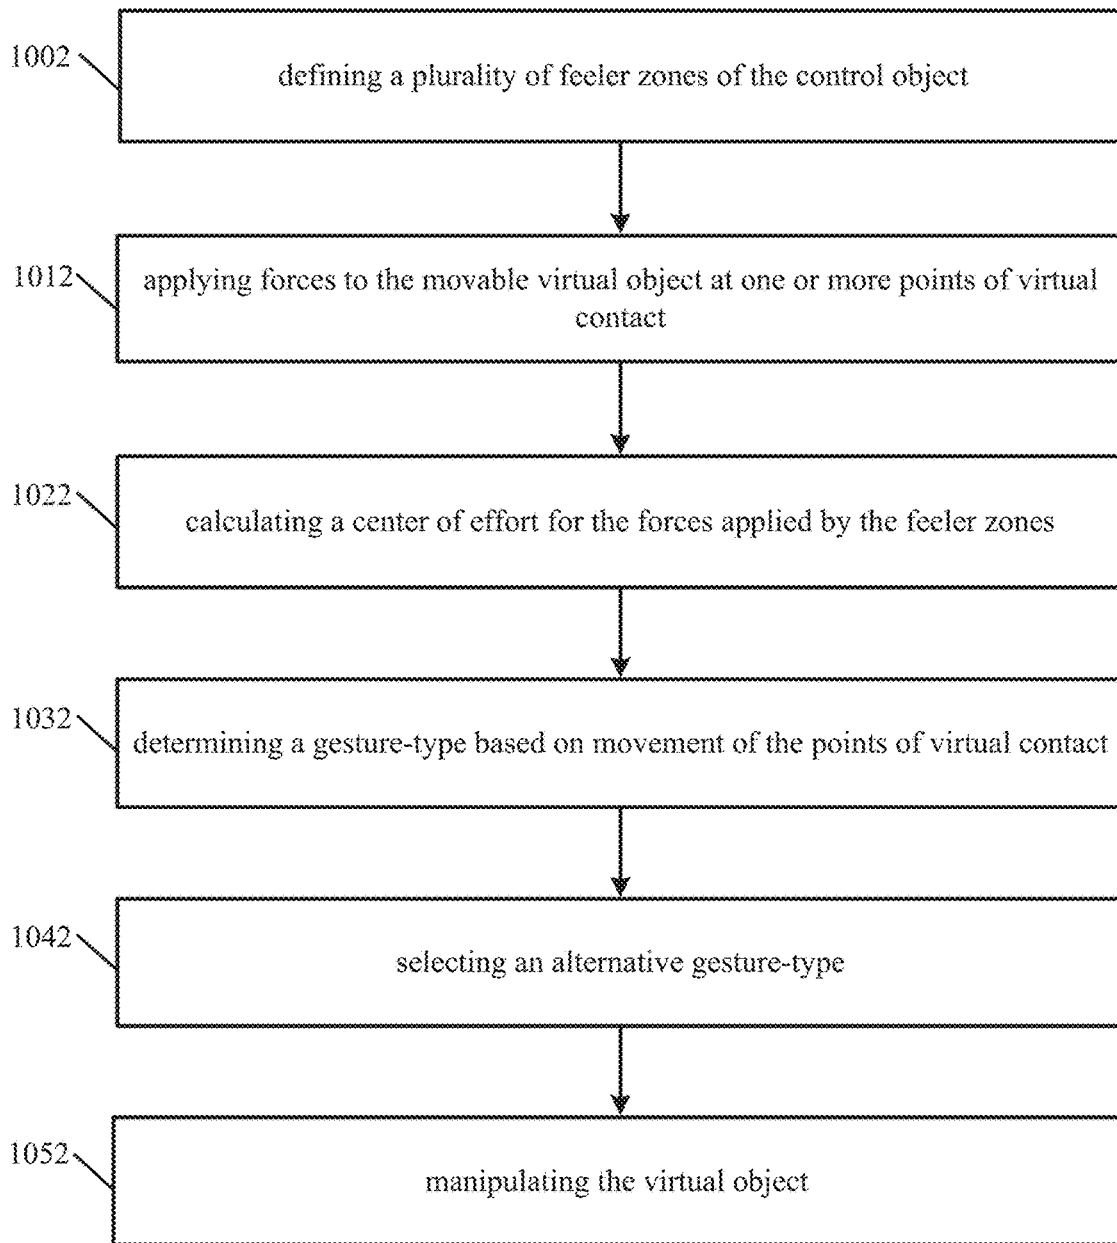 1002
defining a plurality of feeler zones of the control object
1012
applying forces to the movable virtual object at one or more points of virtual
contact
1022
calculating a center of effort for the forces applied by the feeler zones
1032
determining a gesture-type based on movement of the points of virtual contact
1042
selecting an alternative gesture-type
1052
manipulating the virtual object